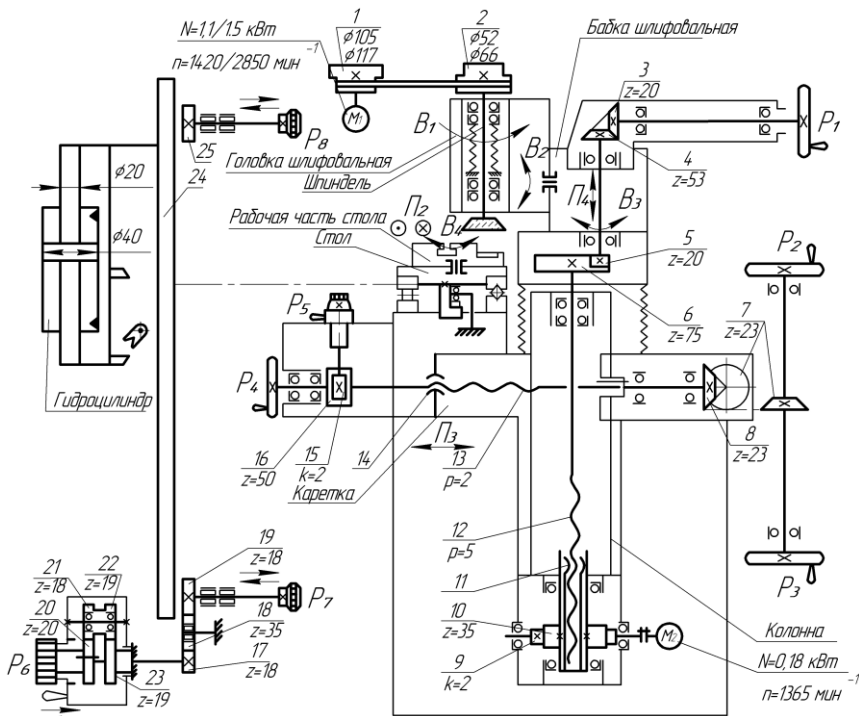 N=1,1/1.5 кВт
n=1420/2850 мин⁻¹
1
ϕ105
ϕ117
2
ϕ52
ϕ66
Бабка шлифовальная
3
z=20
M₁
P₁
4
z=53
25
P₈
24
Головка шлифовальная
Шпиндель
B₁
B₂
П₄
B₃
ϕ20
ϕ40
Рабочая часть стола
Стол
П₂
B₄
5
z=20
P₂
6
z=75
7
z=23
P₅
P₄
Гидроцилиндр
П₃
8
z=23
16
z=50
15
k=2
14
13
p=2
Каретка
12
p=5
19
z=18
11
21
z=18
22
z=19
P₇
P₃
20
z=20
18
z=35
10
z=35
Колонна
P₆
17
z=18
9
k=2
M₂
23
z=19
N=0,18 кВт
n=1365 мин⁻¹